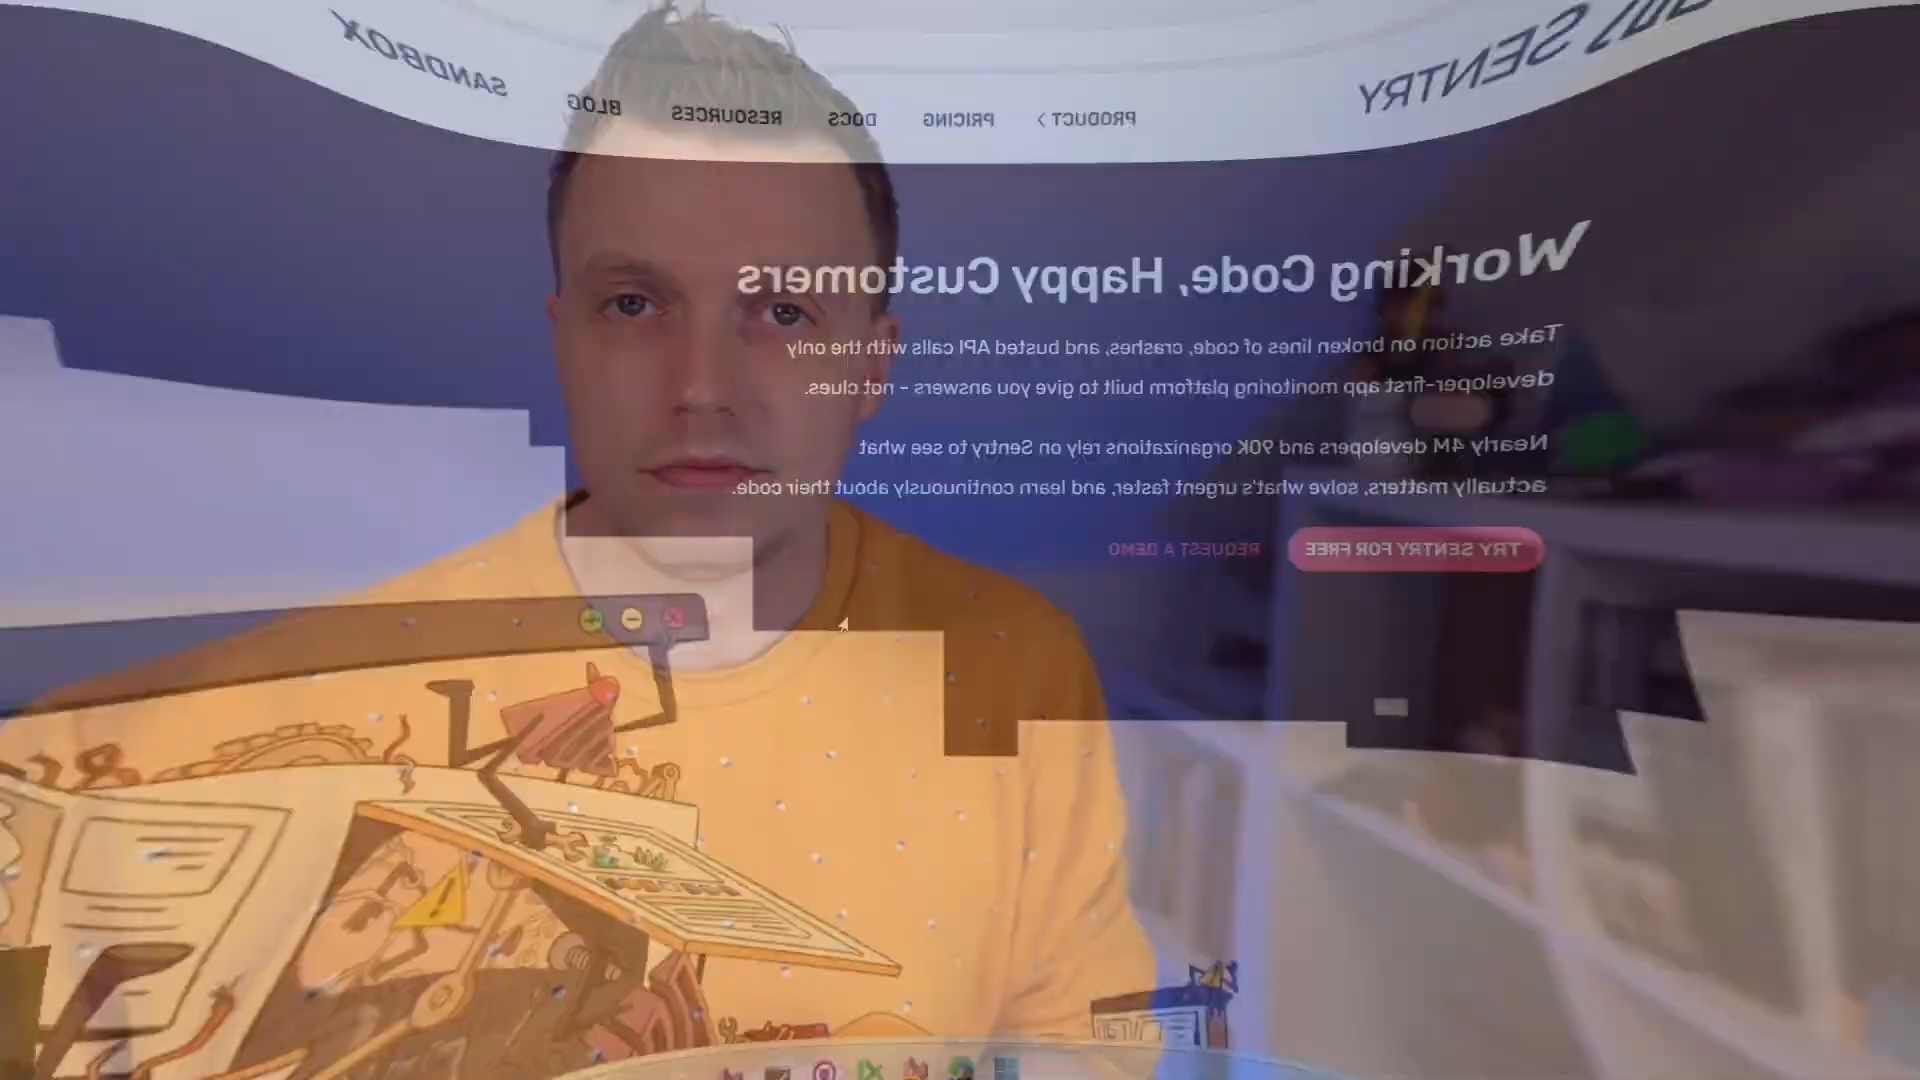 SENTRY
SANDBOX
PRODUCT >
PRICING
DOCS
RESOURCES
BLOG
SENTRY
Working Code, Happy Customers
Take action on broken lines of code, crashes, and busted API calls with the only
developer-first app monitoring platform built to give you answers - not clues.
Nearly 4M developers and 90K organizations rely on Sentry to see what
actually matters, solve what's urgent faster, and learn continuously about their code.
TRY SENTRY FOR FREE
REQUEST A DEMO